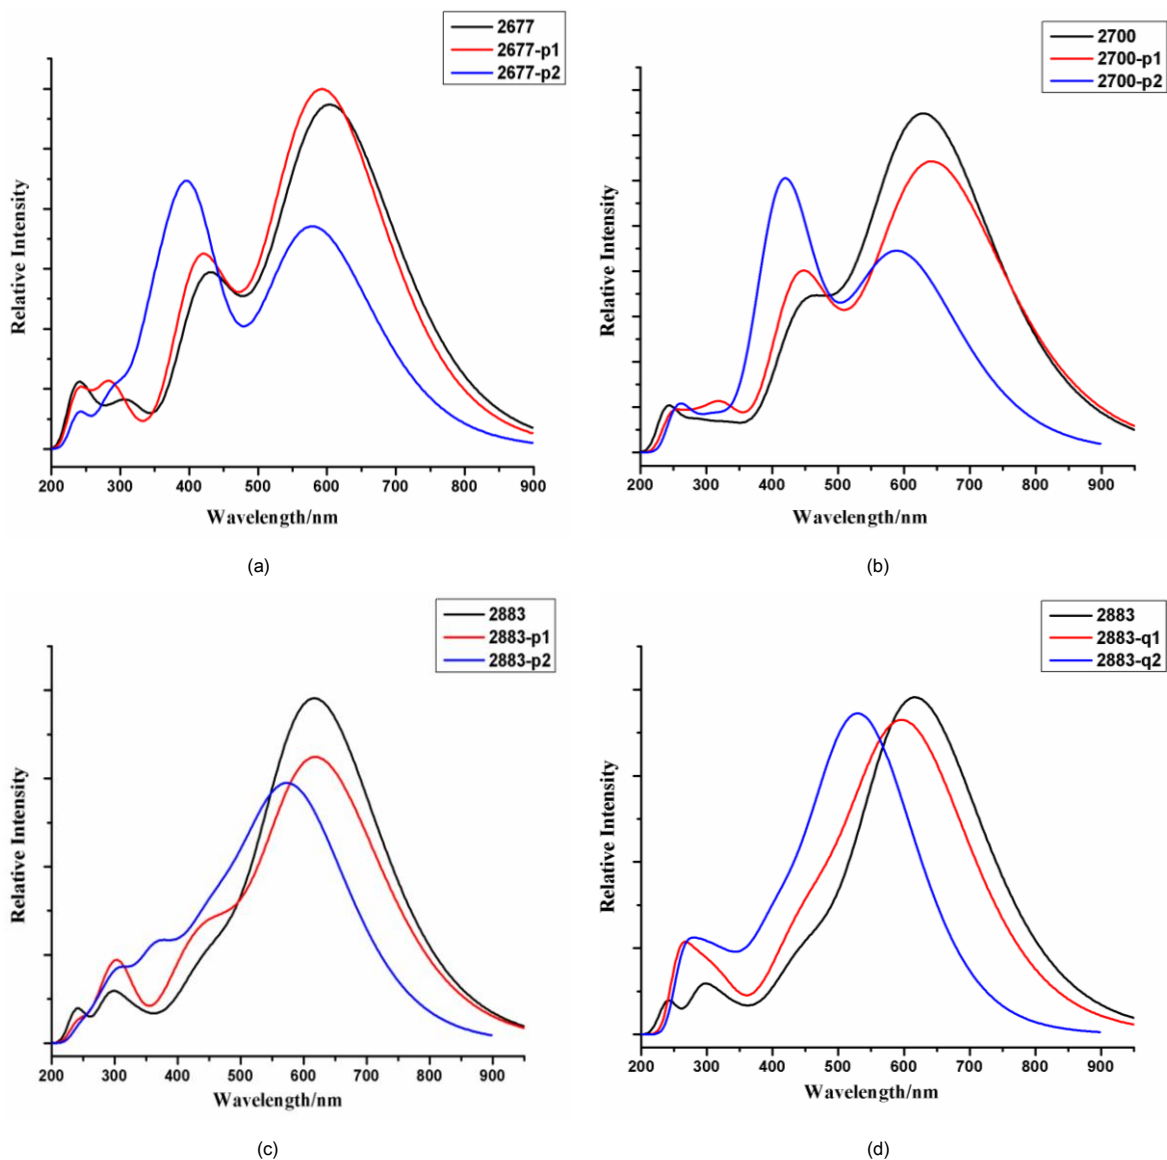 2677
2677-p1
2677-p2
Relative Intensity
200 300 400 500 600 700 800 900
Wavelength/nm
(a)
2700
2700-p1
2700-p2
Relative Intensity
200 300 400 500 600 700 800 900
Wavelength/nm
(b)
2883
2883-p1
2883-p2
Relative Intensity
200 300 400 500 600 700 800 900
Wavelength/nm
(c)
2883
2883-q1
2883-q2
Relative Intensity
200 300 400 500 600 700 800 900
Wavelength/nm
(d)